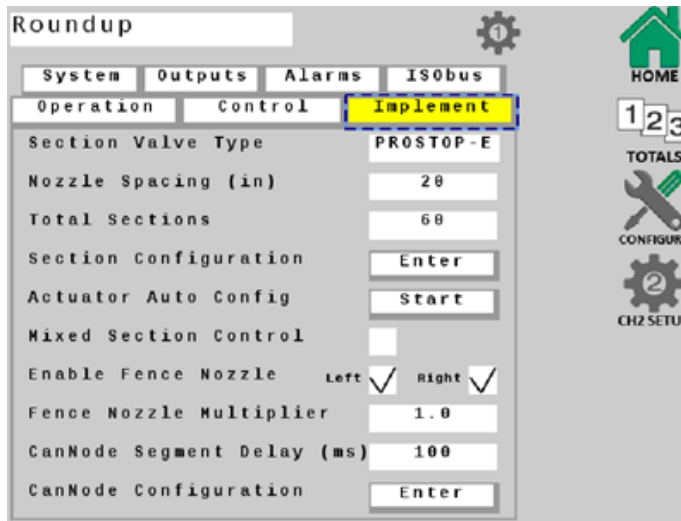 Roundup
1
System Outputs Alarms ISObus
Operation Control Implement
Section Valve Type PROSTOP-E
Nozzle Spacing (in) 20
Total Sections 60
Section Configuration Enter
Actuator Auto Config Start
Mixed Section Control
Enable Fence Nozzle Left Right
Fence Nozzle Multiplier 1.0
CanNode Segment Delay (ms) 100
CanNode Configuration Enter
HOME
123
TOTALS
CONFIGUR
2
CH2 SETU